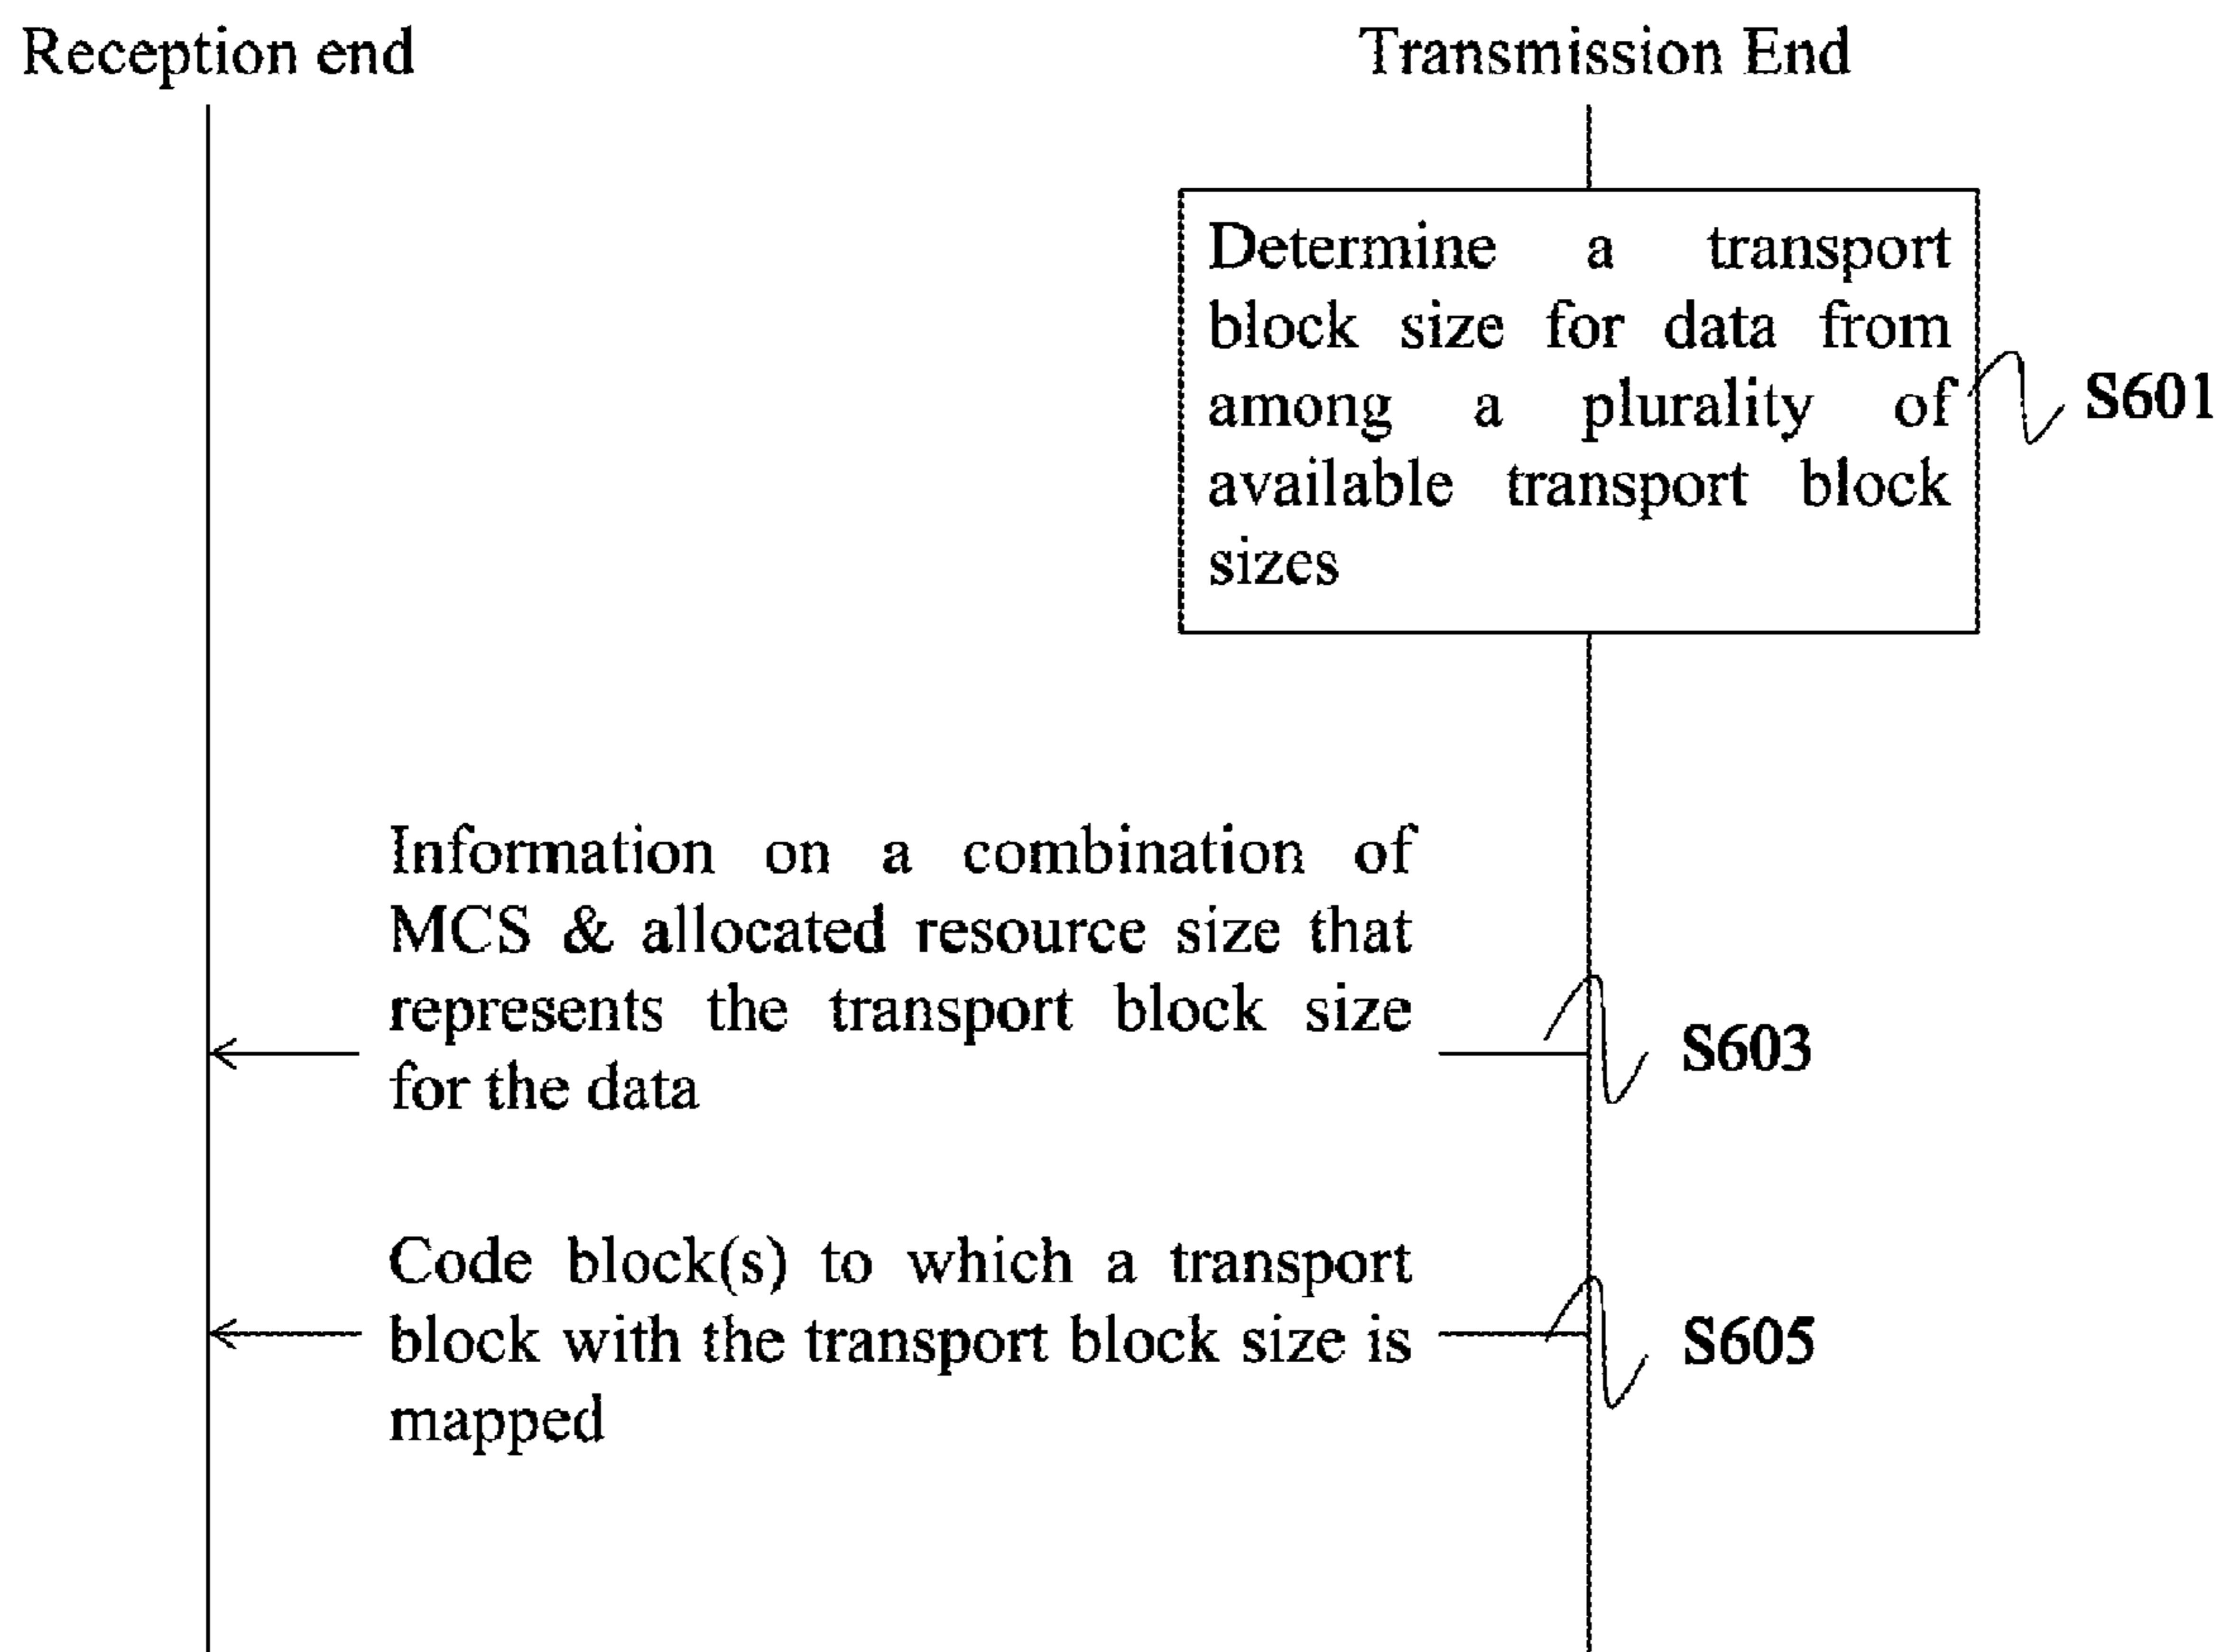 Reception end
Transmission End
Determine a transport
block size for data from
among a plurality of
available transport block
sizes
S601
Information on a combination of
MCS & allocated resource size that
represents the transport block size
for the data
S603
Code block(s) to which a transport
block with the transport block size is
mapped
S605